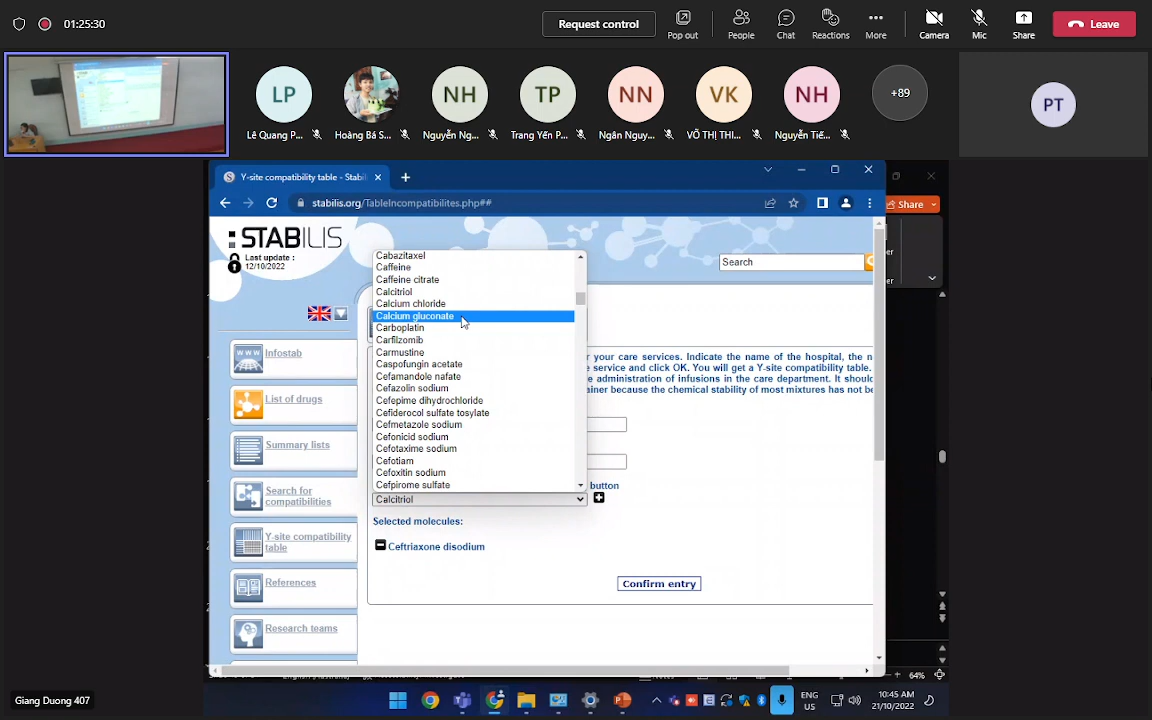 01:25:30
Request control
Pop out
People
Chat
Reactions
More
Camera
Mic
Share
Leave
LP
NH
TP
NN
VK
NH
+89
PT
Lê Quang P...
Hoàng Bá S...
Nguyễn Ng...
Trang Yến P...
Ngân Nguy...
VÕ THỊ THI...
Nguyễn Tiế...
Y-site compatibility table - Stabili
stabilis.org/TableIncompatibilites.php##
Share
STABILIS
Last update :
12/10/2022
Search
Cabazitaxel
Caffeine
Caffeine citrate
Calcitriol
Calcium chloride
Calcium gluconate
Carboplatin
Carfilzomib
Carmustine
Caspofungin acetate
Cefamandole nafate
Cefazolin sodium
Cefepime dihydrochloride
Cefiderocol sulfate tosylate
Cefmetazole sodium
Cefonicid sodium
Cefotaxime sodium
Cefotiam
Cefoxitin sodium
Cefpirome sulfate
Calcitriol
Infostab
List of drugs
Summary lists
Search for
compatibilities
Y-site compatibility
table
References
Research teams
your care services. Indicate the name of the hospital, the n
service and click OK. You will get a Y-site compatibility table.
administration of infusions in the care department. It should
ainer because the chemical stability of most mixtures has not be
button
Selected molecules:
Ceftriaxone disodium
Confirm entry
64%
Giang Duong 407
ENG
US
10:45 AM
21/10/2022